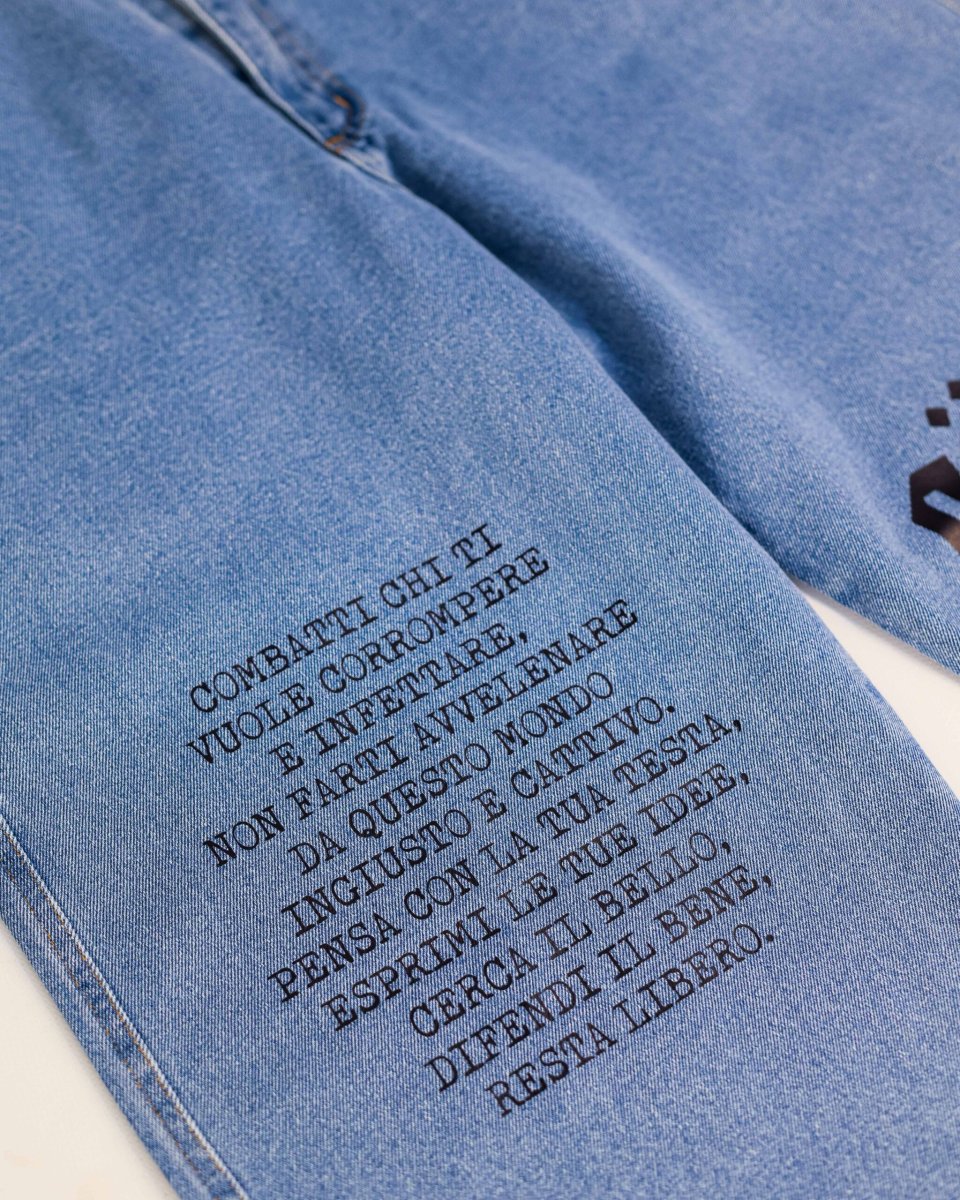 COMBATTI CHI TI
VUOLE CORROMPERE
E INFETTARE,
NON FARTI AVVELENARE
DA QUESTO MONDO
INGIUSTO E CATTIVO.
PENSA CON LA TUA TESTA,
ESPRIMI LE TUE IDEE,
CERCA IL BELLO,
DIFENDI IL BENE,
RESTA LIBERO.